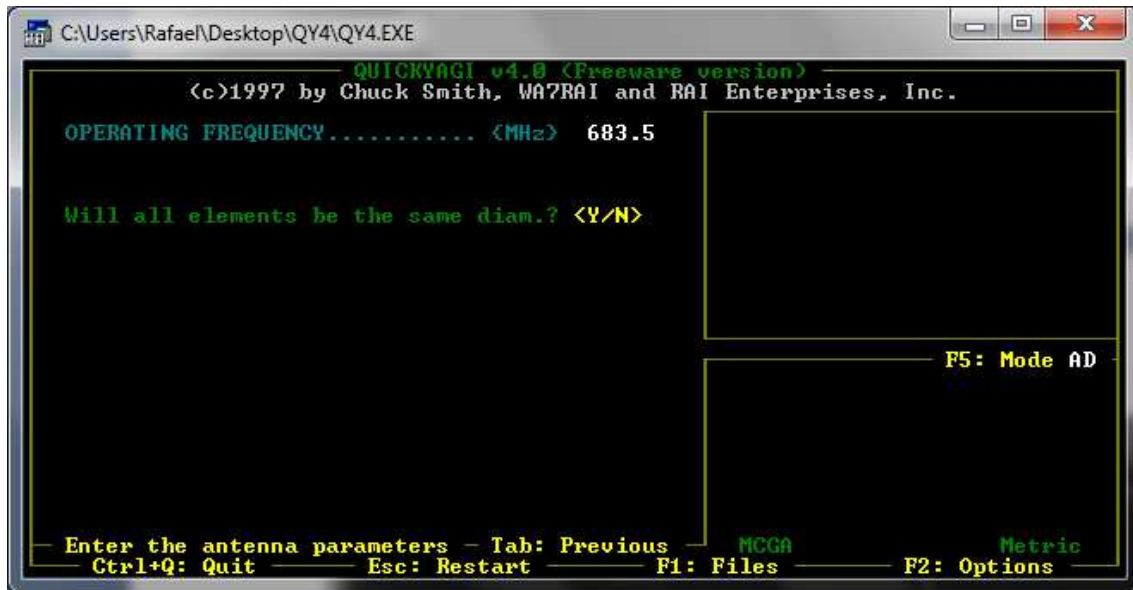 C:\Users\Rafael\Desktop\QY4\QY4.EXE
QUICKYAGI v4.0 (Freeware version)
(c)1997 by Chuck Smith, WA7RAI and RAI Enterprises, Inc.
OPERATING FREQUENCY........... (MHz) 683.5
Will all elements be the same diam.? <Y/N>
F5: Mode AD
Enter the antenna parameters - Tab: Previous
MCGA
Metric
Ctrl+Q: Quit
Esc: Restart
F1: Files
F2: Options